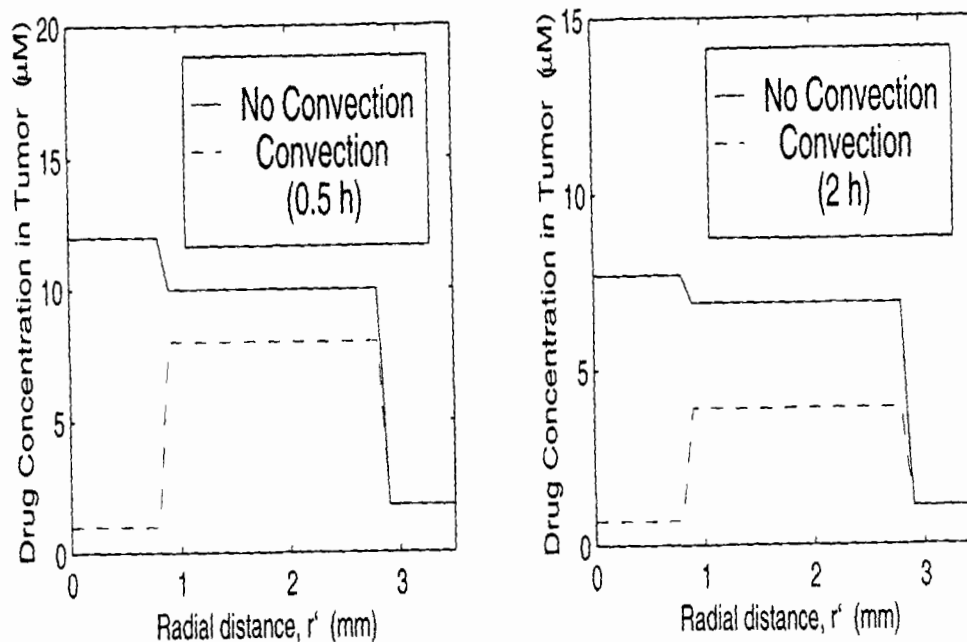 Drug Concentration in Tumor (μM)
20
15
10
5
0
No Convection
Convection
(0.5 h)
0 1 2 3
Radial distance, r' (mm)
Drug Concentration in Tumor (μM)
15
10
5
0
No Convection
Convection
(2 h)
0 1 2 3
Radial distance, r' (mm)